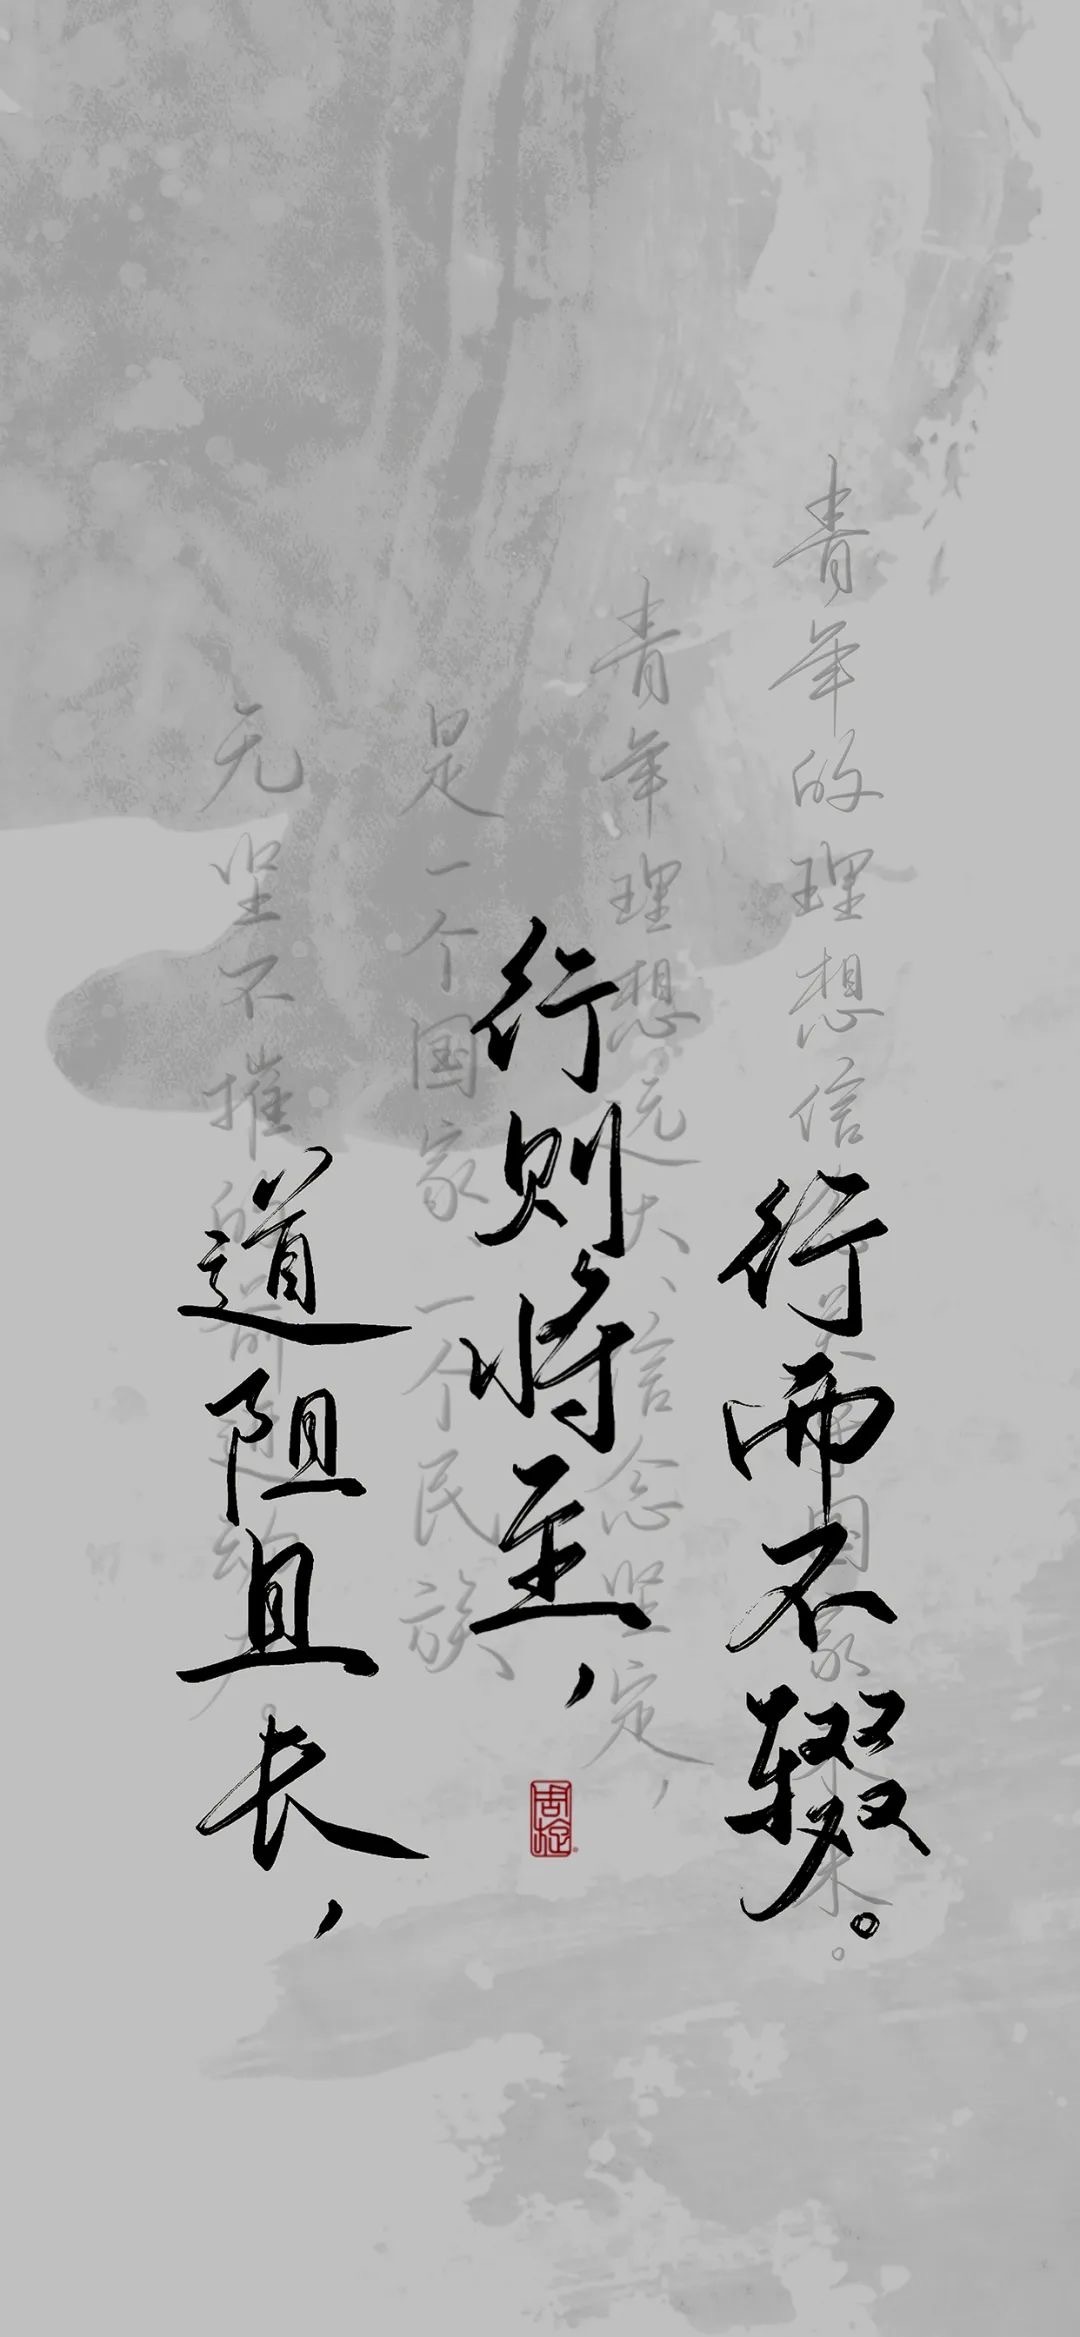 道阻且长，
行则将至，
行而不辍。
青年的理想信念关乎国家未来。
青年理想远大、信念坚定，
是一个国家、一个民族
无坚不摧的前进动力。